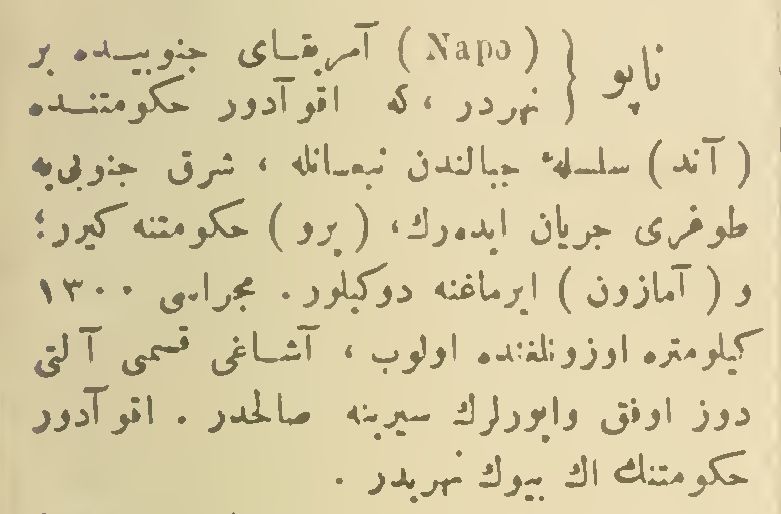 ناپو { (Napo) آمریقای جنوبیده بر
نهردر ، که اقوآدور حکومتنده
( آند ) سلسلهٔ جبالندن نبعانله ، شرق جنوبی‌یه
طوغری جریان ایده‌رك، ( پرو ) حکومتنه کیرر؛
و ( آمازون ) ایرماغنه دوکیلور . مجراسی ۱۳۰۰
کیلومتره اوزونلغنده اولوب ، آشاغی قسمی آلتی
دوز اوفق واپورلرك سیرینه صالحدر . اقوآدور
حکومتنك اك بیوك نهریدر .